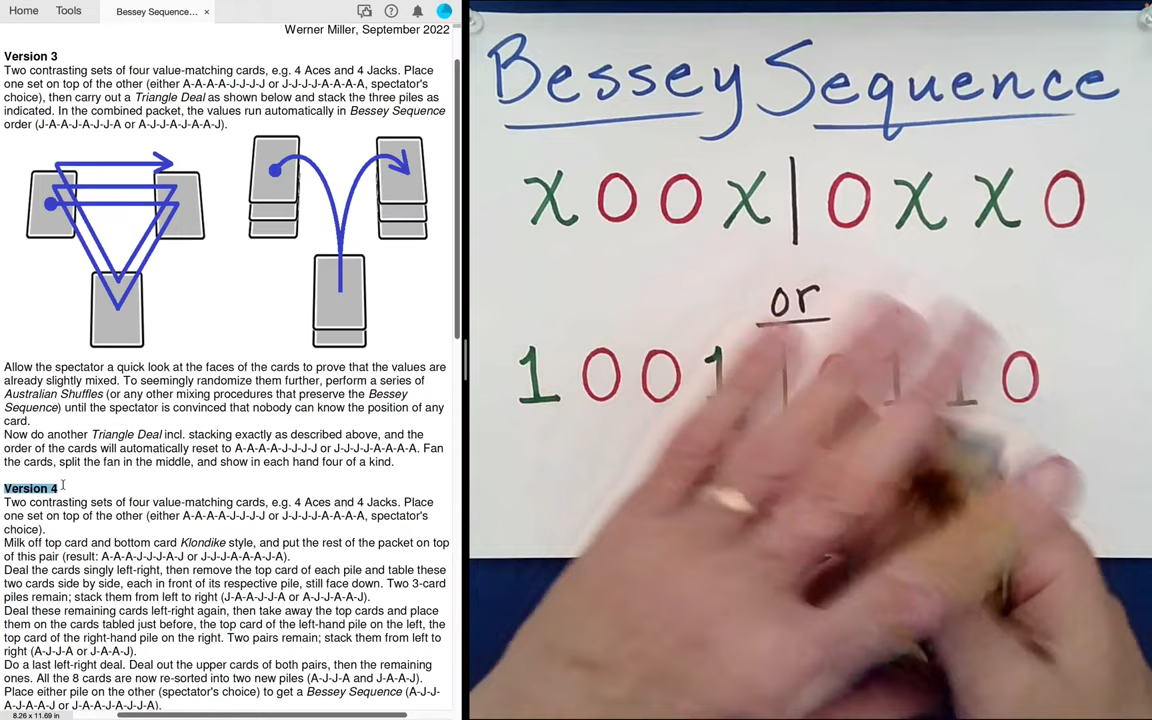 Home
Tools
Bessey Sequence... ×
Werner Miller, September 2022
Version 3
Two contrasting sets of four value-matching cards, e.g. 4 Aces and 4 Jacks. Place
one set on top of the other (either A-A-A-A-J-J-J-J or J-J-J-J-A-A-A-A, spectator's
choice), then carry out a Triangle Deal as shown below and stack the three piles as
indicated. In the combined packet, the values run automatically in Bessey Sequence
order (J-A-A-J-A-J-J-A or A-J-J-A-J-A-A-J).
Allow the spectator a quick look at the faces of the cards to prove that the values are
already slightly mixed. To seemingly randomize them further, perform a series of
Australian Shuffles (or any other mixing procedures that preserve the Bessey
Sequence) until the spectator is convinced that nobody can know the position of any
card.
Now do another Triangle Deal incl. stacking exactly as described above, and the
order of the cards will automatically reset to A-A-A-A-J-J-J-J or J-J-J-J-A-A-A-A. Fan
the cards, split the fan in the middle, and show in each hand four of a kind.
Version 4
Two contrasting sets of four value-matching cards, e.g. 4 Aces and 4 Jacks. Place
one set on top of the other (either A-A-A-A-J-J-J-J or J-J-J-J-A-A-A-A, spectator's
choice).
Milk off top card and bottom card Klondike style, and put the rest of the packet on top
of this pair (result: A-A-A-J-J-J-A-J or J-J-J-A-A-A-J-A).
Deal the cards singly left-right, then remove the top card of each pile and table these
two cards side by side, each in front of its respective pile, still face down. Two 3-card
piles remain; stack them from left to right (J-A-A-J-J-A or A-J-J-A-A-J).
Deal these remaining cards left-right again, then take away the top cards and place
them on the cards tabled just before, the top card of the left-hand pile on the left, the
top card of the right-hand pile on the right. Two pairs remain; stack them from left to
right (A-J-J-A or J-A-A-J).
Do a last left-right deal. Deal out the upper cards of both pairs, then the remaining
ones. All the 8 cards are now re-sorted into two new piles (A-J-J-A and J-A-A-J).
Place either pile on the other (spectator's choice) to get a Bessey Sequence (A-J-J-
A-J-A-A-J or J-A-A-J-A-J-J-A).
8.26 x 11.69 in
Bessey Sequence
X O O X | O X X O
or
1 0 0 1 0